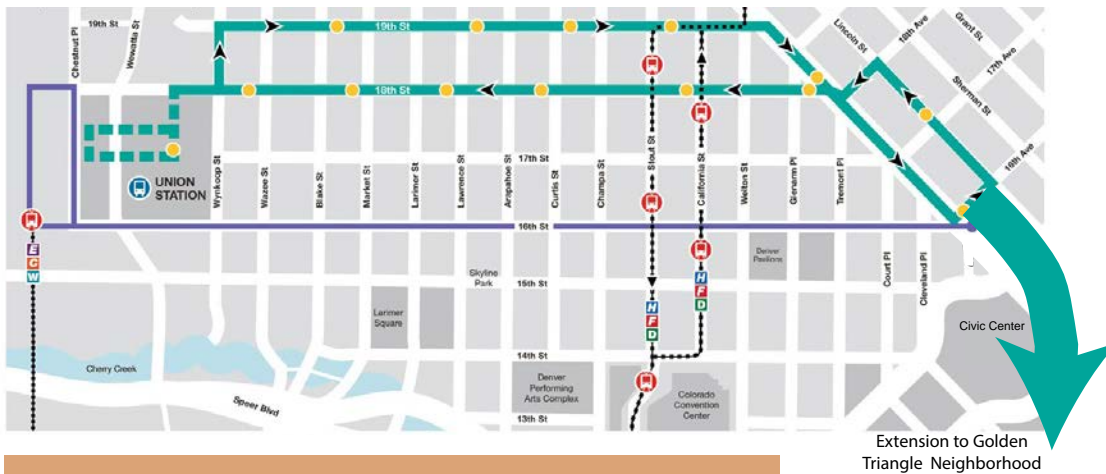 19th St
Chestnut Pl
Wewatta St
19th St
Lincoln St
18th Ave
Grant St
17th Ave
Sherman St
16th Ave
18th St
UNION
STATION
Wynkoop St
Wazee St
Blake St
Market St
Larimer St
Lawrence St
Arapahoe St
17th St
Curtis St
Champa St
Stout St
California St
Welton St
Glenarm Pl
Tremont Pl
16th St
E
C
W
Skyline
Park
15th St
H
F
D
H
F
D
Denver
Pavilions
Court Pl
Cleveland Pl
Larimer
Square
Civic Center
14th St
Cherry Creek
Speer Blvd
Denver
Performing
Arts Complex
Colorado
Convention
Center
13th St
Extension to Golden
Triangle Neighborhood